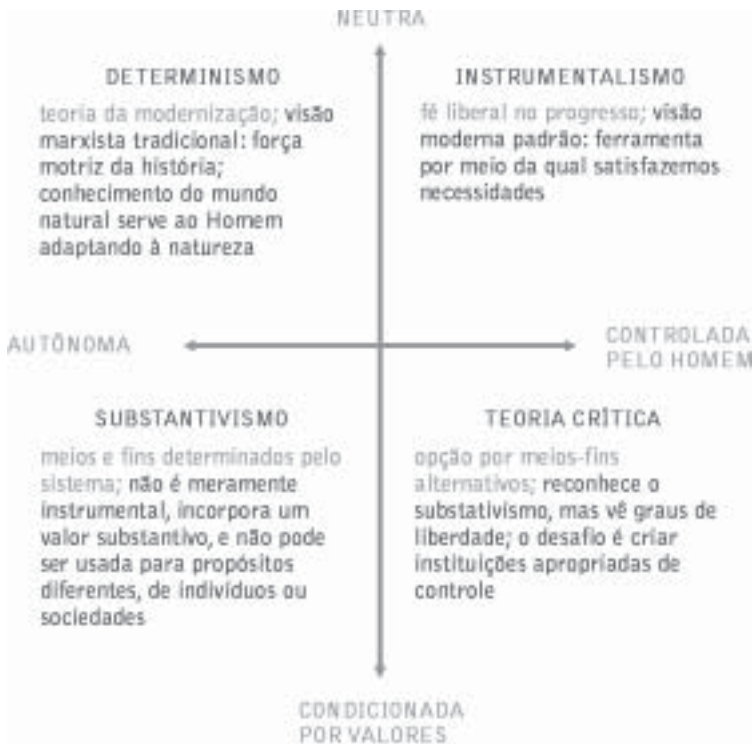 NEUTRA
DETERMINISMO
teoria da modernização; visão
marxista tradicional: força
motriz da história;
conhecimento do mundo
natural serve ao Homem
adaptando à natureza
INSTRUMENTALISMO
fé liberal no progresso; visão
moderna padrão: ferramenta
por meio da qual satisfazemos
necessidades
AUTÔNOMA
CONTROLADA
PELO HOMEM
SUBSTANTIVISMO
meios e fins determinados pelo
sistema; não é meramente
instrumental, incorpora um
valor substantivo, e não pode
ser usada para propósitos
diferentes, de indivíduos ou
sociedades
TEORIA CRÍTICA
opção por meios-fins
alternativos; reconhece o
substativismo, mas vê graus de
liberdade; o desafio é criar
instituições apropriadas de
controle
CONDICIONADA
POR VALORES